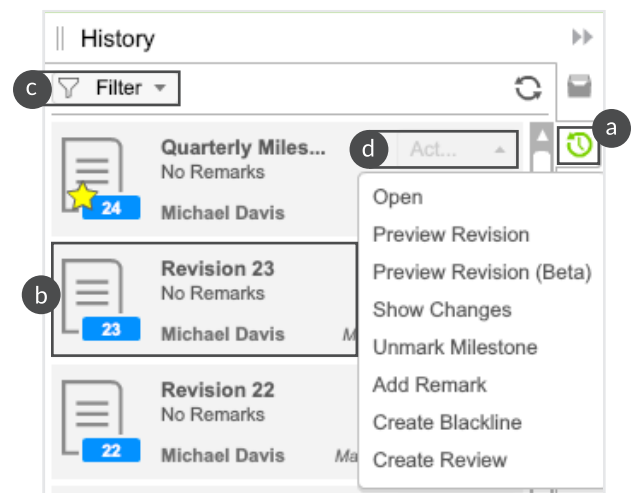 History
c
Filter
a
Quarterly Miles...
d
Act...
No Remarks
24
Michael Davis
Open
Preview Revision
Preview Revision (Beta)
Show Changes
Unmark Milestone
Add Remark
Create Blackline
Create Review
b
Revision 23
No Remarks
23
Michael Davis
M
Revision 22
No Remarks
22
Michael Davis
Ma